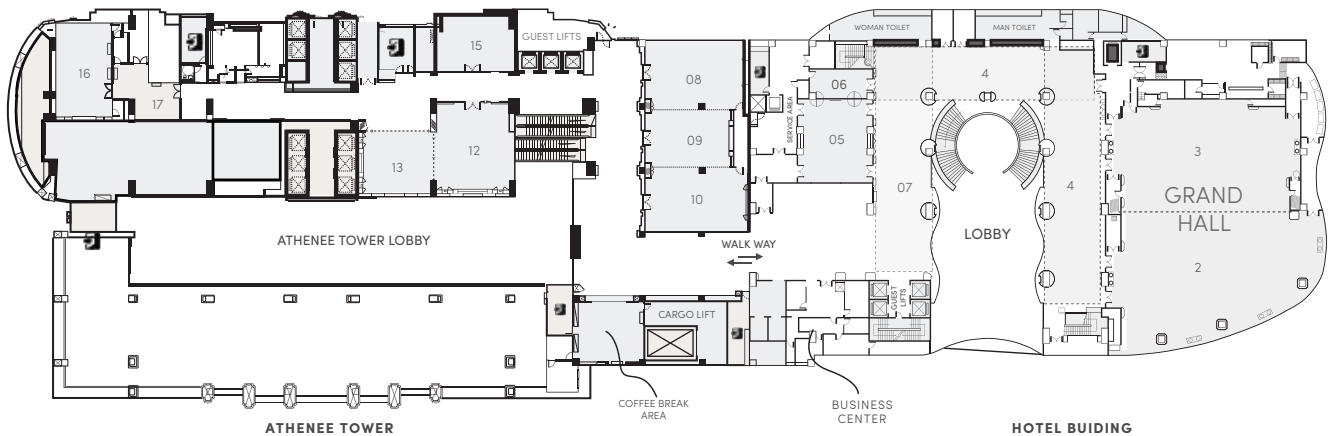 WOMAN TOILET
MAN TOILET
15
GUEST LIFTS
16
17
08
06
4
SERVICE AREA
05
09
12
13
3
10
07
4
GRAND
HALL
ATHENEE TOWER LOBBY
WALK WAY
LOBBY
2
GUEST
LIFTS
CARGO LIFT
COFFEE BREAK
AREA
BUSINESS
CENTER
ATHENEE TOWER
HOTEL BUIDING